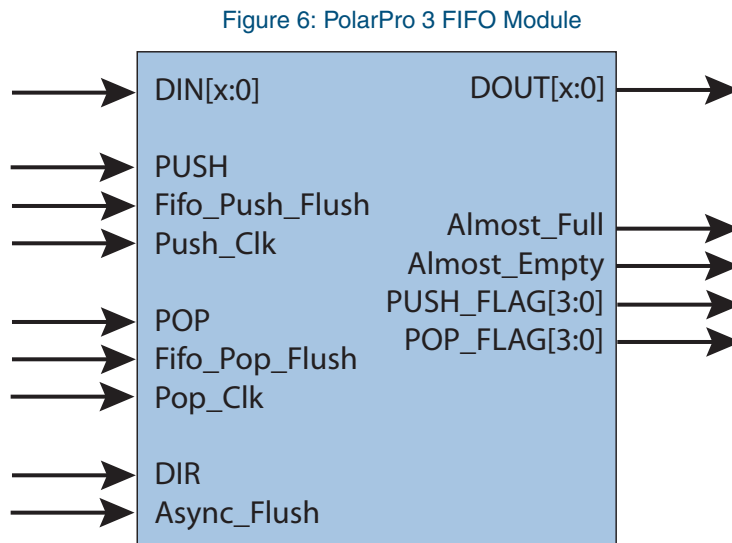 Figure 6: PolarPro 3 FIFO Module
DIN[x:0]
PUSH
Fifo_Push_Flush
Push_Clk
POP
Fifo_Pop_Flush
Pop_Clk
DIR
Async_Flush
DOUT[x:0]
Almost_Full
Almost_Empty
PUSH_FLAG[3:0]
POP_FLAG[3:0]